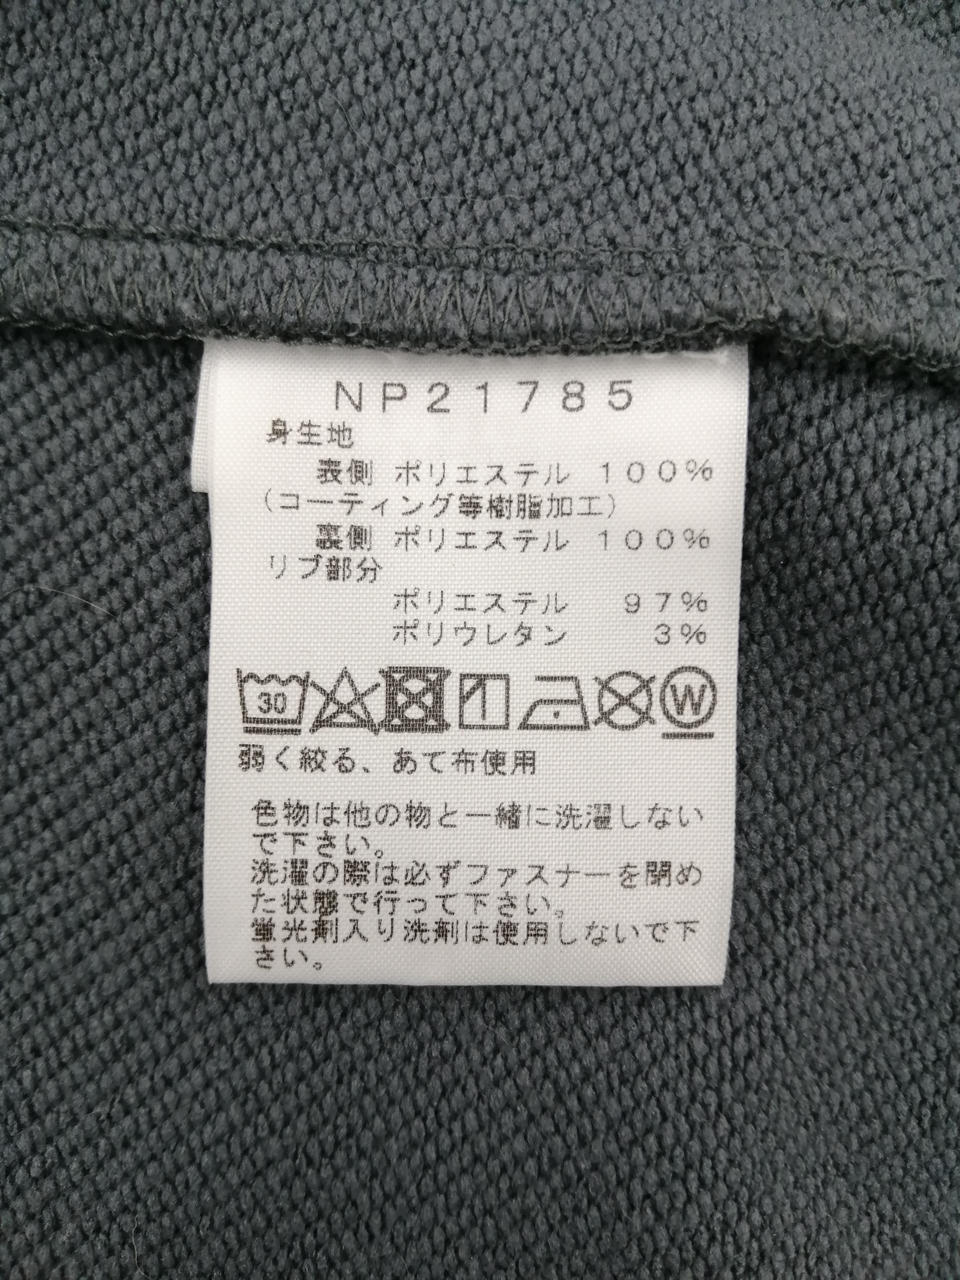 NP21785
身生地
表側 ポリエステル 100%
(コーティング等樹脂加工)
裏側 ポリエステル 100%
リブ部分
ポリエステル 97%
ポリウレタン 3%
30 W
弱く絞る、あて布使用
色物は他の物と一緒に洗濯しない
で下さい。
洗濯の際は必ずファスナーを閉め
た状態で行って下さい。
蛍光剤入り洗剤は使用しないで下
さい。